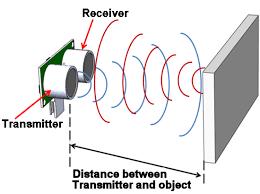 Receiver
Transmitter
Distance between
Transmitter and object